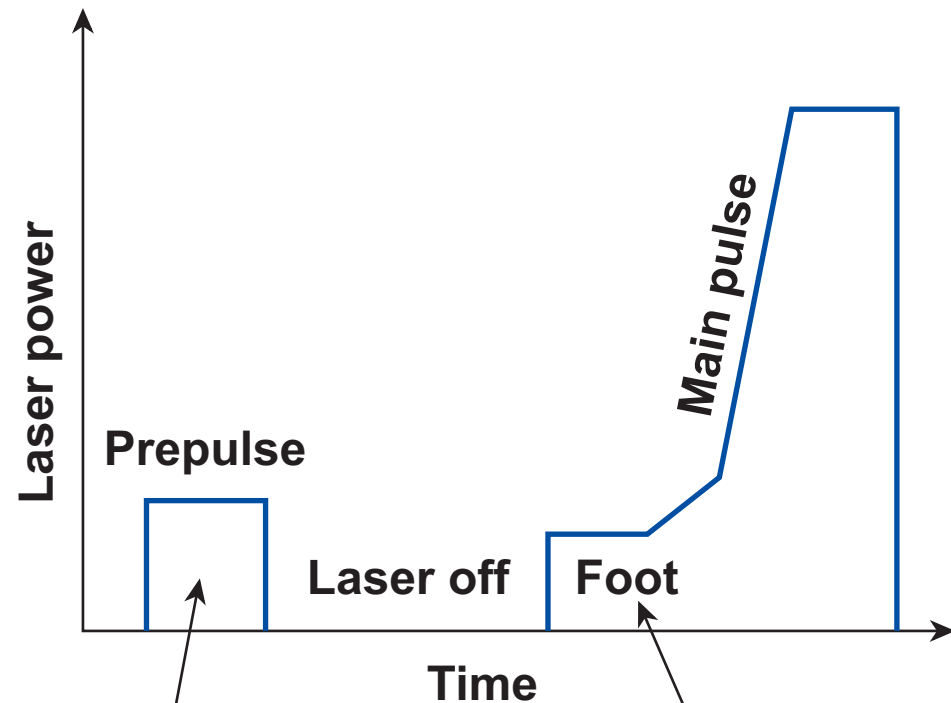 Laser power
Main pulse
Prepulse
Laser off
Foot
Time